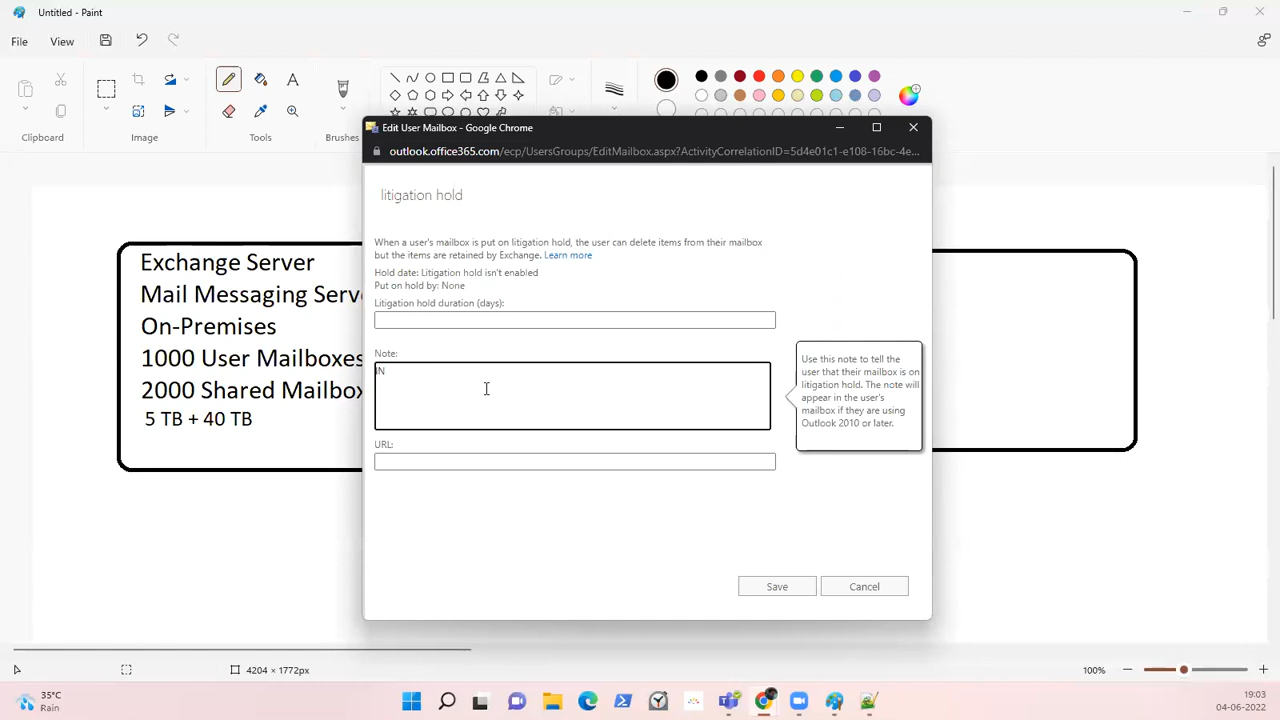 Untitled - Paint
File
View
Clipboard
Image
Tools
Brushes
Edit User Mailbox - Google Chrome
outlook.office365.com/ecp/UsersGroups/EditMailbox.aspx?ActivityCorrelationID=5d4e01c1-e108-16bc-4e...
litigation hold
When a user's mailbox is put on litigation hold, the user can delete items from their mailbox
but the items are retained by Exchange. Learn more
Hold date: Litigation hold isn't enabled
Put on hold by: None
Litigation hold duration (days):
Note:
IN
Use this note to tell the
user that their mailbox is on
litigation hold. The note will
appear in the user's
mailbox if they are using
Outlook 2010 or later.
URL:
Save
Cancel
Exchange Server
Mail Messaging Serv
On-Premises
1000 User Mailboxes
2000 Shared Mailbox
5 TB + 40 TB
4204 × 1772px
100%
35°C
Rain
19:03
04-06-2022